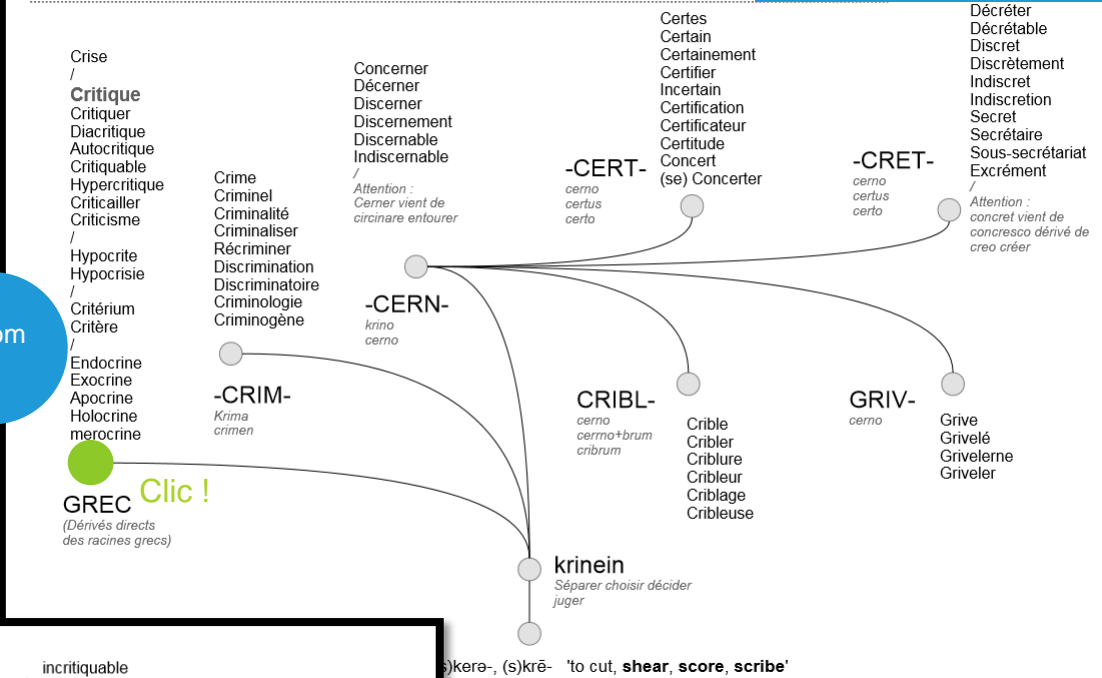 Crise
/
Critique
Critiquer
Diacritique
Autocritique
Critiquable
Hypercritique
Criticailler
Criticisme
/
Hypocrite
Hypocrisie
/
Critérium
Critère
/
Endocrine
Exocrine
Apocrine
Holocrine
merocrine
GREC
(Dérivés directs
des racines grecs)
Clic !
om
Crime
Criminel
Criminalité
Criminaliser
Récriminer
Discrimination
Discriminatoire
Criminologie
Criminogène
-CRIM-
Krima
crimen
Concerner
Décerner
Discerner
Discernement
Discernable
Indiscernable
/
Attention :
Cerner vient de
circinare entourer
-CERN-
krino
cerno
-CERT-
cerno
certus
certo
Certes
Certain
Certainement
Certifier
Incertain
Certification
Certificateur
Certitude
Concert
(se) Concerter
-CRET-
cerno
certus
certo
Décréter
Décrétable
Discret
Discrètement
Indiscret
Indiscretion
Secret
Secrétaire
Sous-secrétariat
Excrément
/
Attention :
concret vient de
concresco dérivé de
creo créer
CRIBL-
cerno
cerrno+brum
cribrum
Crible
Cribler
Criblure
Cribleur
Criblage
Cribleuse
GRIV-
cerno
Grive
Grivelé
Grivelerne
Griveler
krinein
Séparer choisir décider
juger
s)kerə-, (s)krē- 'to cut, shear, score, scribe'
incritiquable